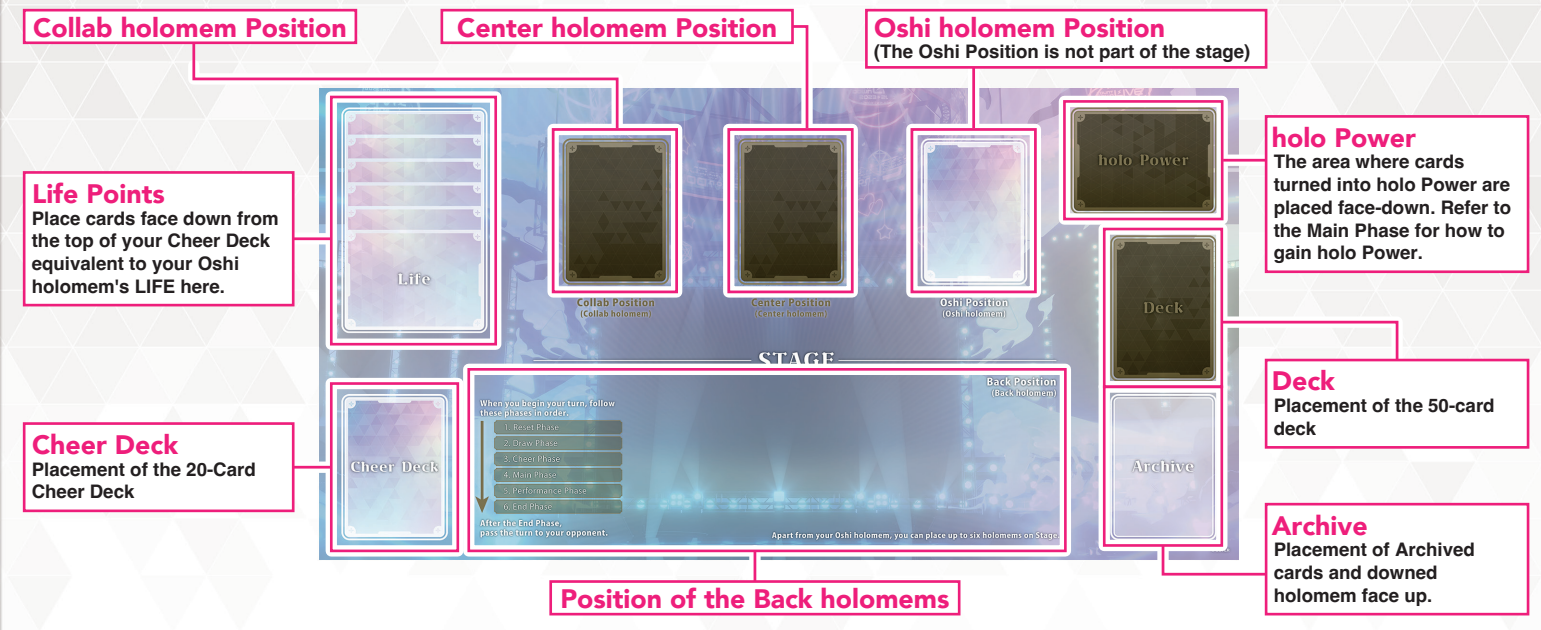 Collab holomem Position
Center holomem Position
Oshi holomem Position
(The Oshi Position is not part of the stage)
Life Points
Place cards face down from
the top of your Cheer Deck
equivalent to your Oshi
holomem's LIFE here.
Life
Collab Position
(Collab holomem)
Center Position
(Center holomem)
Oshi Position
(Oshi holomem)
holo Power
holo Power
The area where cards
turned into holo Power are
placed face-down. Refer to
the Main Phase for how to
gain holo Power.
Deck
Deck
Placement of the 50-card
deck
STAGE
Back Position
(Back holomem)
When you begin your turn, follow
these phases in order.
1. Reset Phase
2. Draw Phase
3. Cheer Phase
4. Main Phase
5. Performance Phase
6. End Phase
After the End Phase,
pass the turn to your opponent.
Apart from your Oshi holomem, you can place up to six holomems on Stage.
Cheer Deck
Placement of the 20-Card
Cheer Deck
Cheer Deck
Archive
Archive
Placement of Archived
cards and downed
holomem face up.
Position of the Back holomems